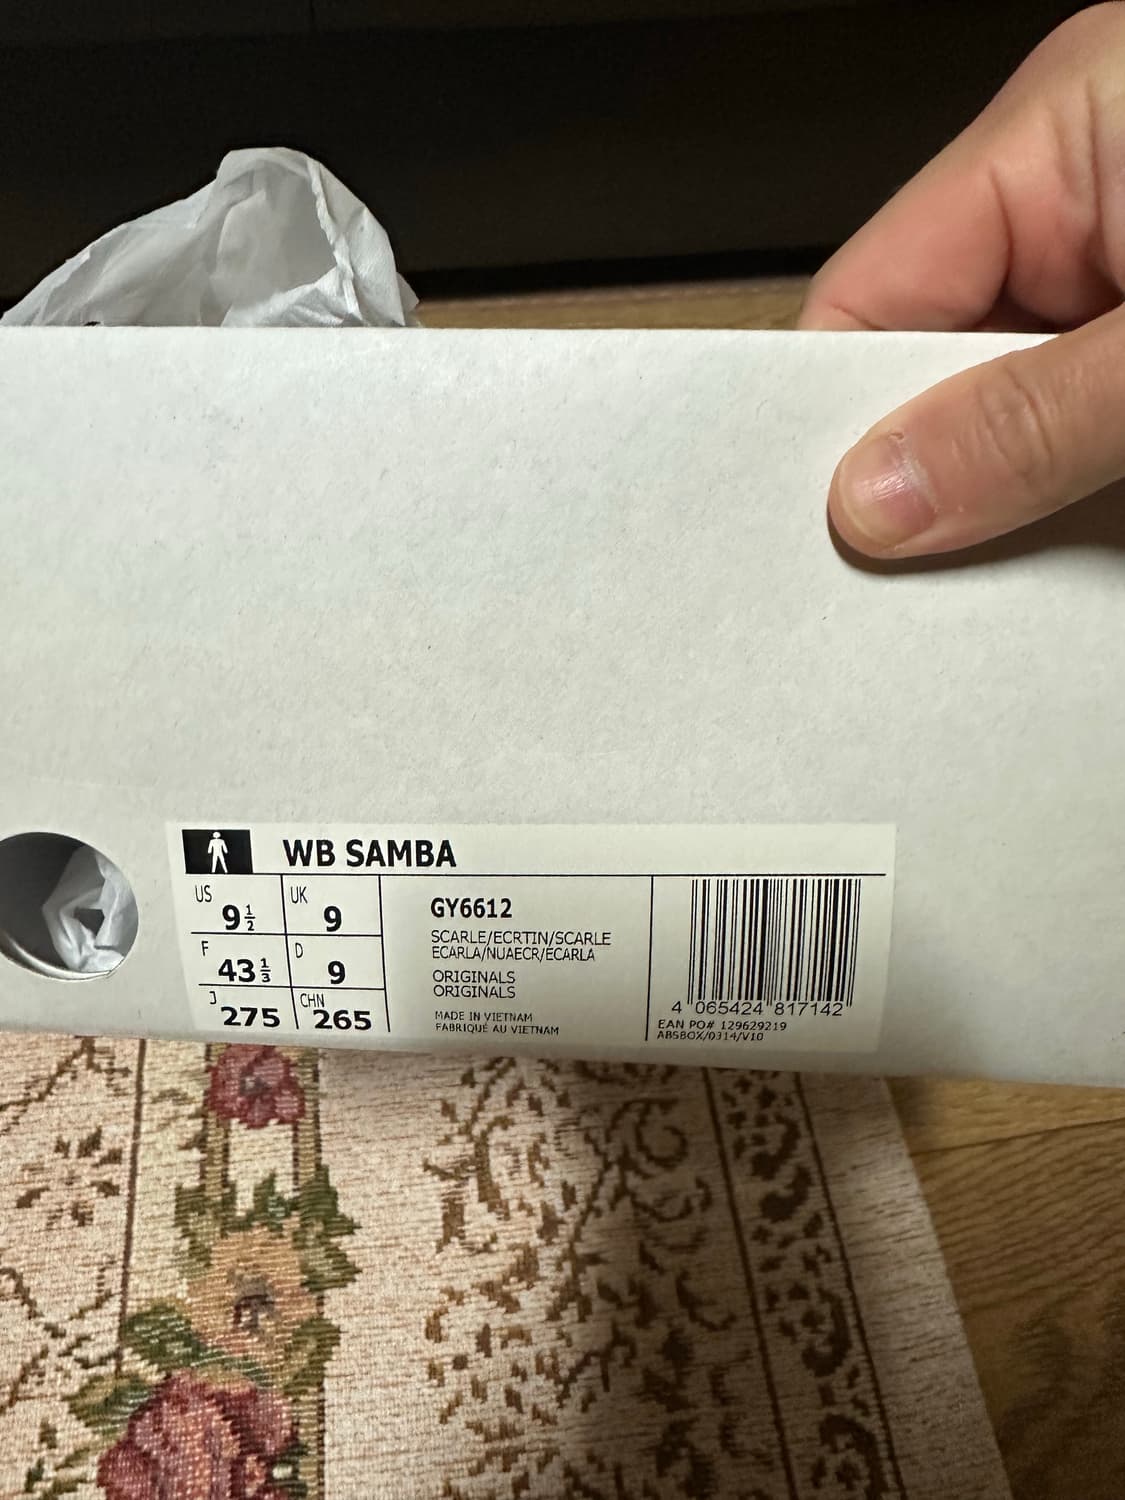 WB SAMBA
US 9½ UK 9
F 43⅓ D 9
J 275 CHN 265
GY6612
SCARLE/ECRTIN/SCARLE
ECARLA/NUAECR/ECARLA
ORIGINALS
ORIGINALS
MADE IN VIETNAM
FABRIQUÉ AU VIETNAM
4 065424 817142
EAN PO# 129629219
ABSBOX/0314/V10